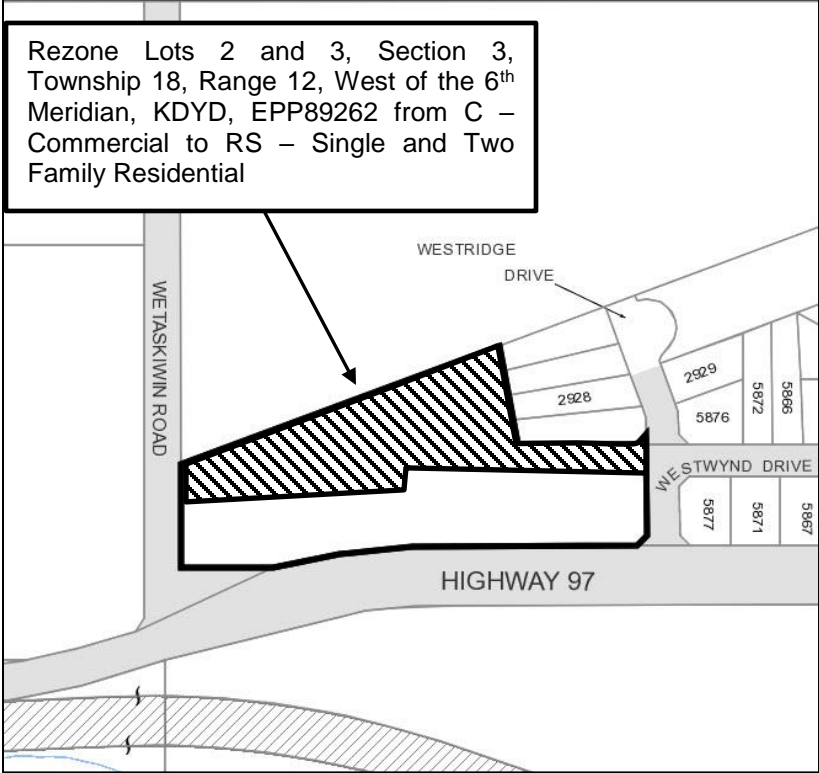 Rezone Lots 2 and 3, Section 3,
Township 18, Range 12, West of the 6th
Meridian, KDYD, EPP89262 from C –
Commercial to RS – Single and Two
Family Residential
WESTRIDGE
DRIVE
WETASKIWIN ROAD
2928
2929
5876
5872
5866
WESTWYND DRIVE
5877
5871
5867
HIGHWAY 97